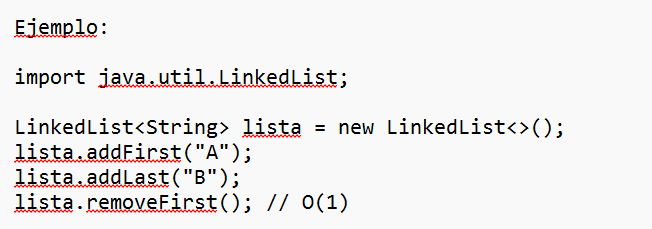 Ejemplo:
import java.util.LinkedList;
LinkedList<String> lista = new LinkedList<>();
lista.addFirst("A");
lista.addLast("B");
lista.removeFirst(); // O(1)